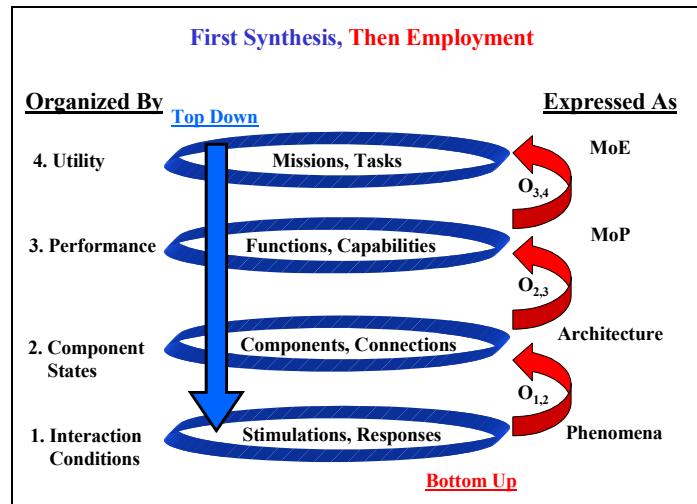 First Synthesis, Then Employment
Organized By
Expressed As
Top Down
4. Utility
Missions, Tasks
MoE
O3,4
3. Performance
Functions, Capabilities
MoP
O2,3
2. Component
States
Components, Connections
Architecture
O1,2
1. Interaction
Conditions
Stimulations, Responses
Phenomena
Bottom Up